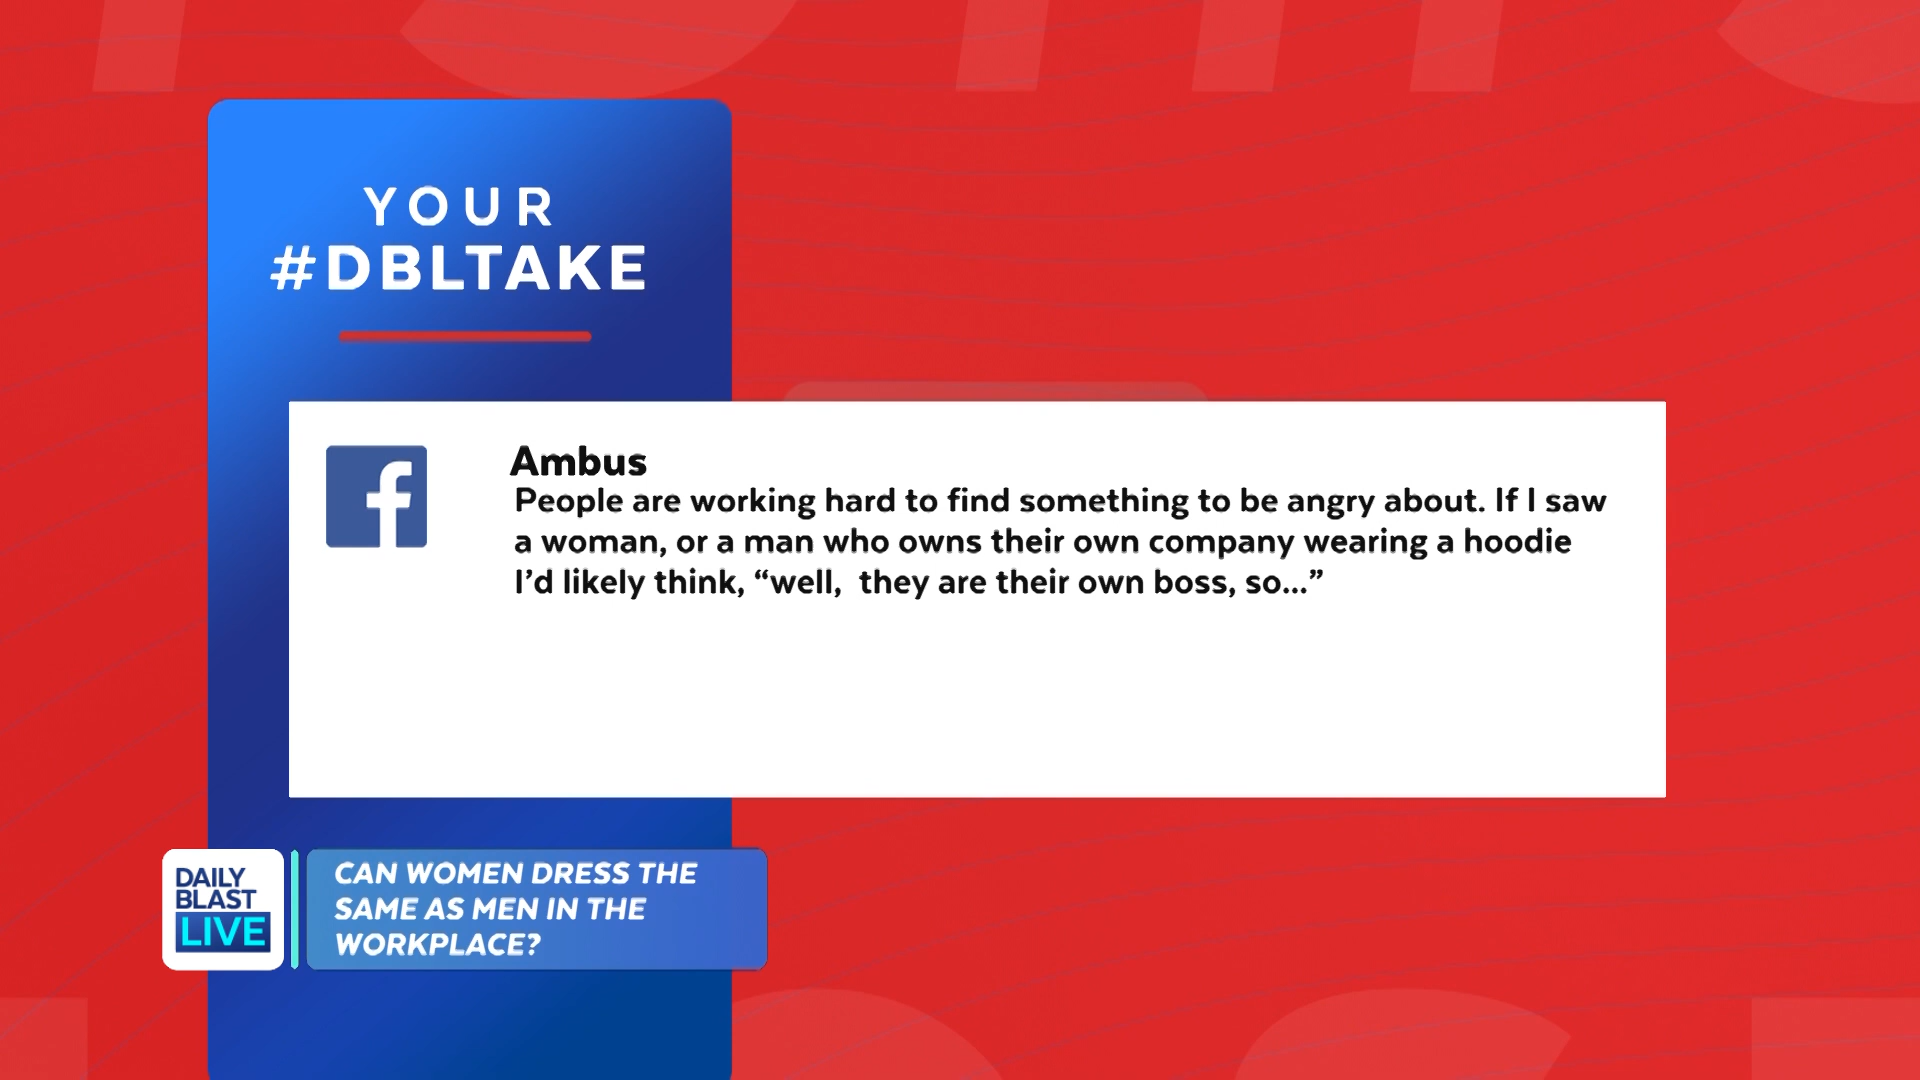 YOUR
#DBLTAKE
Ambus
People are working hard to find something to be angry about. If I saw
a woman, or a man who owns their own company wearing a hoodie
I’d likely think, “well,  they are their own boss, so...”
DAILY
BLAST
LIVE
CAN WOMEN DRESS THE
SAME AS MEN IN THE
WORKPLACE?